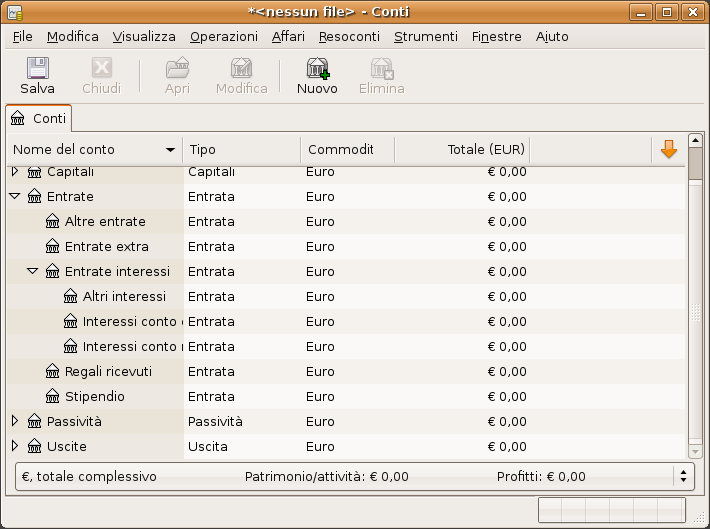 *<nessun file> - Conti
File Modifica Visualizza Operazioni Affari Resoconti Strumenti Finestre Aiuto
Salva Chiudi Apri Modifica Nuovo Elimina
Conti
Nome del conto Tipo Commodit Totale (EUR)
Capitali Capitali Euro € 0,00
Entrate Entrata Euro € 0,00
Altre entrate Entrata Euro € 0,00
Entrate extra Entrata Euro € 0,00
Entrate interessi Entrata Euro € 0,00
Altri interessi Entrata Euro € 0,00
Interessi conto Entrata Euro € 0,00
Interessi conto Entrata Euro € 0,00
Regali ricevuti Entrata Euro € 0,00
Stipendio Entrata Euro € 0,00
Passività Passività Euro € 0,00
Uscite Uscita Euro € 0,00
€, totale complessivo Patrimonio/attività: € 0,00 Profitti: € 0,00